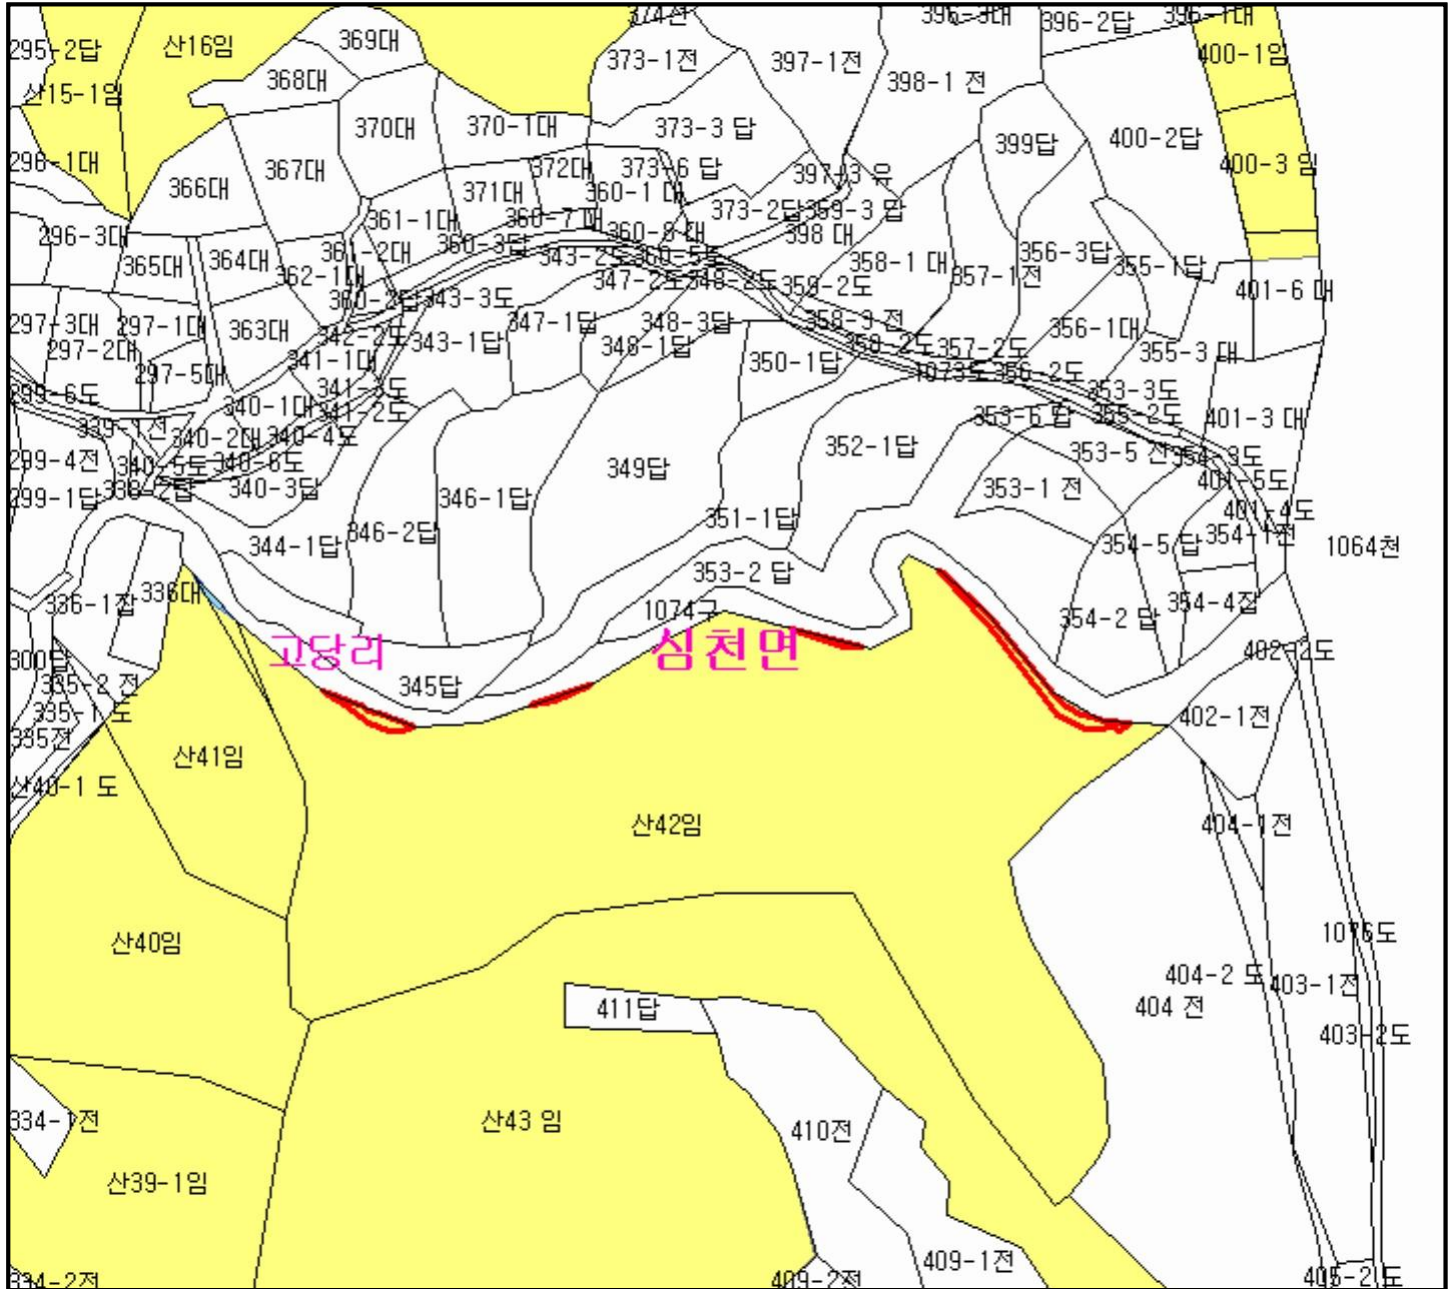 374전
396-3대
396-2답
396-1대
295-2답
산16임
369대
373-1전
397-1전
398-1 전
400-1임
368대
산15-1임
370대
370-1대
373-3 답
399답
400-2답
296-1대
367대
366대
371대
372대
373-6 답
360-1 대
397-3 유
400-3 임
361-1대
360-7 대
373-2답
359-3 답
296-3대
360-3답
360-8 대
398 대
365대
364대
361-2대
343-2도
360-5도
358-1 대
356-3답
355-1답
362-1대
347-2도
348-2도
359-2도
357-1전
401-6 대
360-2답
343-3도
297-3대
297-1대
363대
342-2도
343-1답
347-1답
348-3답
348-1답
358-3 전
356-1대
297-2대
341-1대
350-1답
358-2도
357-2도
355-3 대
297-5대
1073도
356-2도
299-6도
340-1대
341-2도
353-3도
339-1전
340-2대
340-4도
353-6 답
355-2도
401-3 대
299-4전
340-5도
340-6도
349답
352-1답
353-5 전
354-3도
299-1답
338-2답
340-3답
353-1 전
401-5도
401-4도
346-1답
351-1답
344-1답
346-2답
354-5 답
354-1전
1064천
336-1잡
336대
353-2 답
1074구
354-2 답
354-4잡
고당리
심천면
300답
402-2도
335-2 전
345답
335-1 도
402-1전
335전
산41임
산40-1 도
산42임
404-1전
산40임
1076도
404-2 도
403-1전
411답
404 전
403-2도
334-1전
산43 임
410전
산39-1임
409-1전
334-2전
409-2전
405-2 도